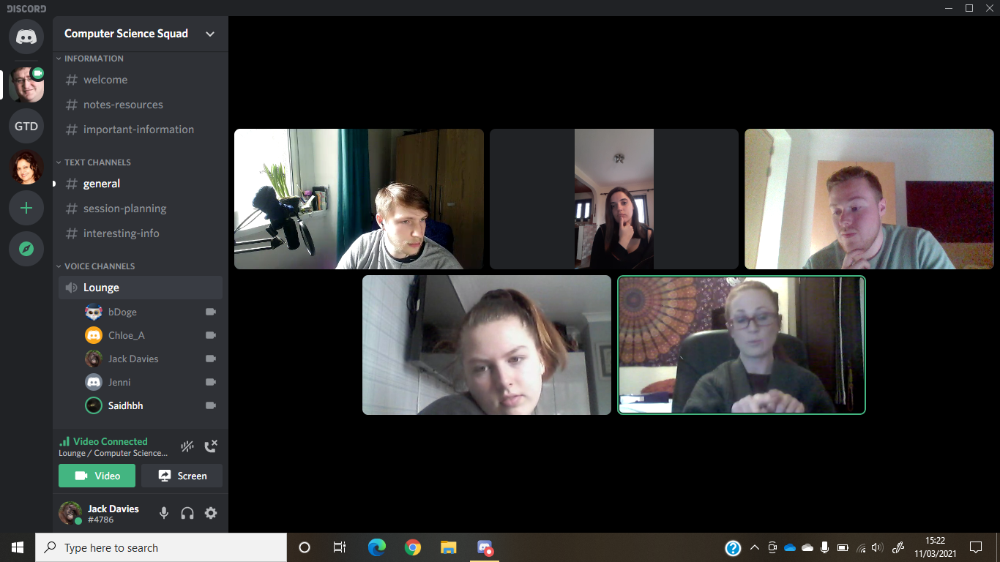 DISCORD
Computer Science Squad
INFORMATION
# welcome
# notes-resources
# important-information
GTD
TEXT CHANNELS
# general
# session-planning
# interesting-info
VOICE CHANNELS
Lounge
bDoge
Chloe_A
Jack Davies
Jenni
Saidhbh
Video Connected
Lounge / Computer Science...
Video
Screen
Jack Davies
#4786
Type here to search
15:22
11/03/2021